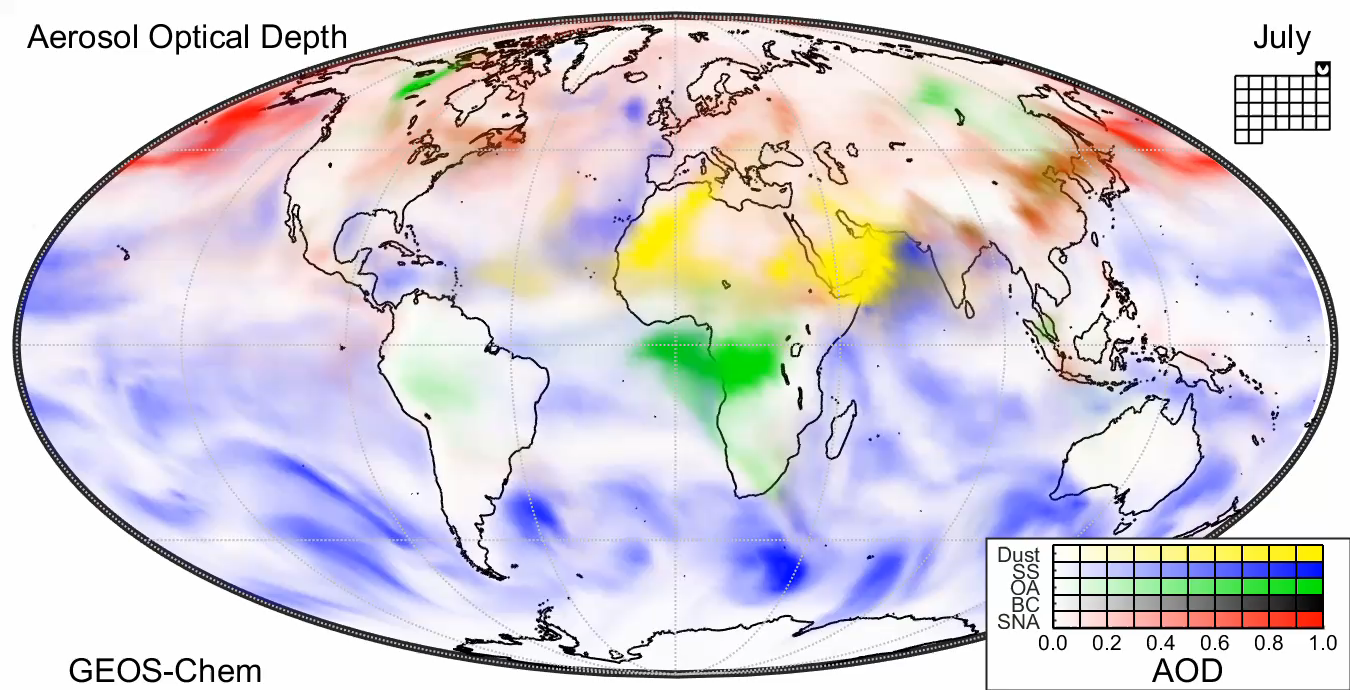 Aerosol Optical Depth
July
Dust
SS
OA
BC
SNA
0.0 0.2 0.4 0.6 0.8 1.0
AOD
GEOS-Chem